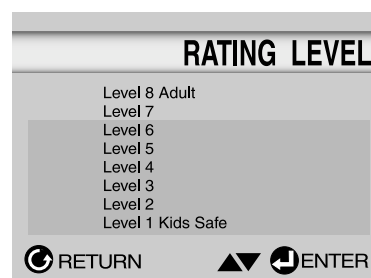 RATING LEVEL
Level 8 Adult
Level 7
Level 6
Level 5
Level 4
Level 3
Level 2
Level 1 Kids Safe
RETURN ENTER